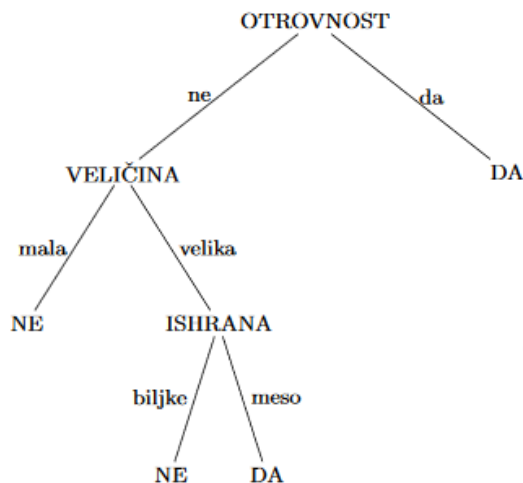 OTROVNOST
ne
da
VELIČINA
DA
mala
velika
NE
ISHRANA
biljke
meso
NE
DA